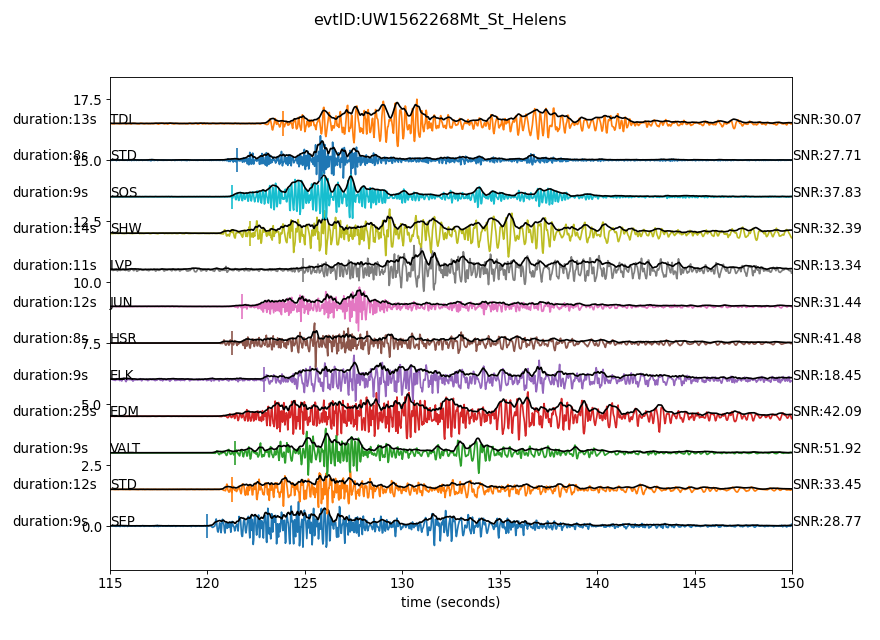 evtID:UW1562268Mt_St_Helens
17.5
duration:13s TDL SNR:30.07
duration:8s STD SNR:27.71
15.0
duration:9s SOS SNR:37.83
12.5
duration:14s SHW SNR:32.39
duration:11s LVP SNR:13.34
10.0
duration:12s JUN SNR:31.44
duration:8s HSR SNR:41.48
7.5
duration:9s ELK SNR:18.45
5.0
duration:23s EDM SNR:42.09
duration:9s VALT SNR:51.92
2.5
duration:12s STD SNR:33.45
duration:9s SEP SNR:28.77
0.0
115 120 125 130 135 140 145 150
time (seconds)